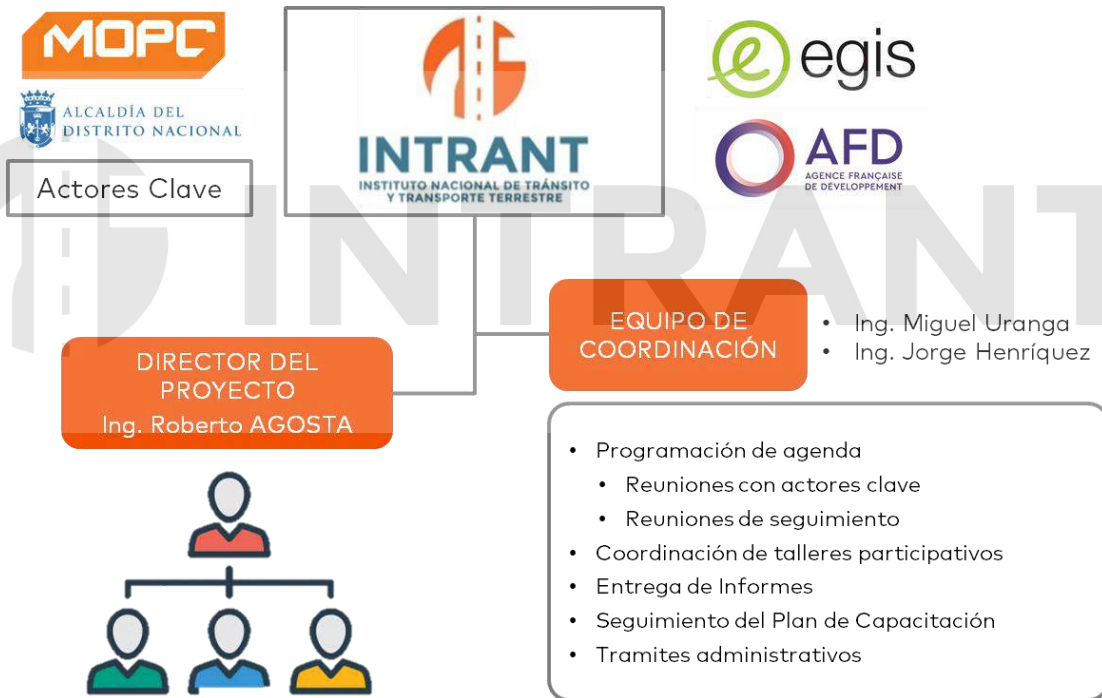 MOPC
ALCALDÍA DEL
DISTRITO NACIONAL
Actores Clave
INTRANT
INSTITUTO NACIONAL DE TRÁNSITO
Y TRANSPORTE TERRESTRE
egis
AFD
AGENCE FRANÇAISE
DE DÉVELOPPEMENT
INTRANT
DIRECTOR DEL
PROYECTO
Ing. Roberto AGOSTA
EQUIPO DE
COORDINACIÓN
• Ing. Miguel Uranga
• Ing. Jorge Henríquez
• Programación de agenda
• Reuniones con actores clave
• Reuniones de seguimiento
• Coordinación de talleres participativos
• Entrega de Informes
• Seguimiento del Plan de Capacitación
• Tramites administrativos